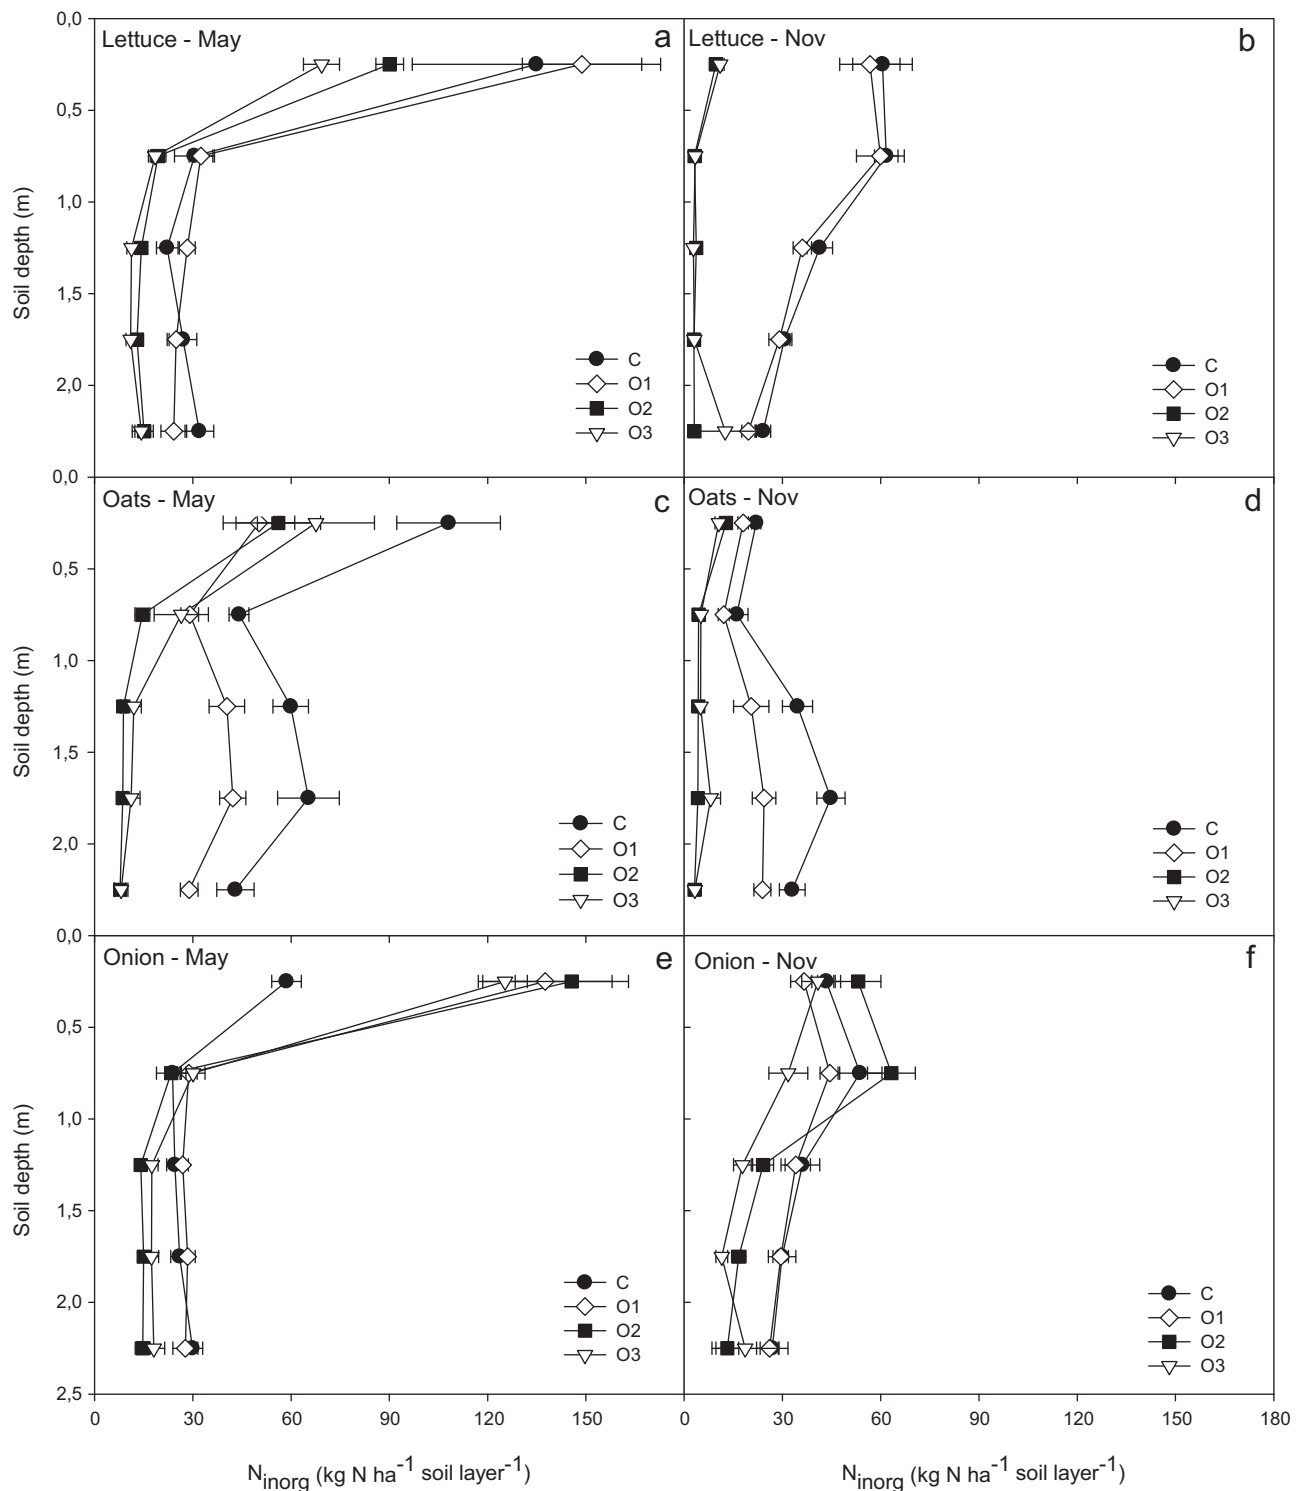 0,0
Lettuce - May
a
Lettuce - Nov
b
0,5
1,0
Soil depth (m)
1,5
2,0
C
O1
O2
O3
C
O1
O2
O3
0,0
Oats - May
c
Oats - Nov
d
0,5
1,0
Soil depth (m)
1,5
2,0
C
O1
O2
O3
C
O1
O2
O3
0,0
Onion - May
e
Onion - Nov
f
0,5
1,0
Soil depth (m)
1,5
2,0
2,5
C
O1
O2
O3
C
O1
O2
O3
0 30 60 90 120 150 0 30 60 90 120 150 180
N_inorg (kg N ha⁻¹ soil layer⁻¹)
N_inorg (kg N ha⁻¹ soil layer⁻¹)